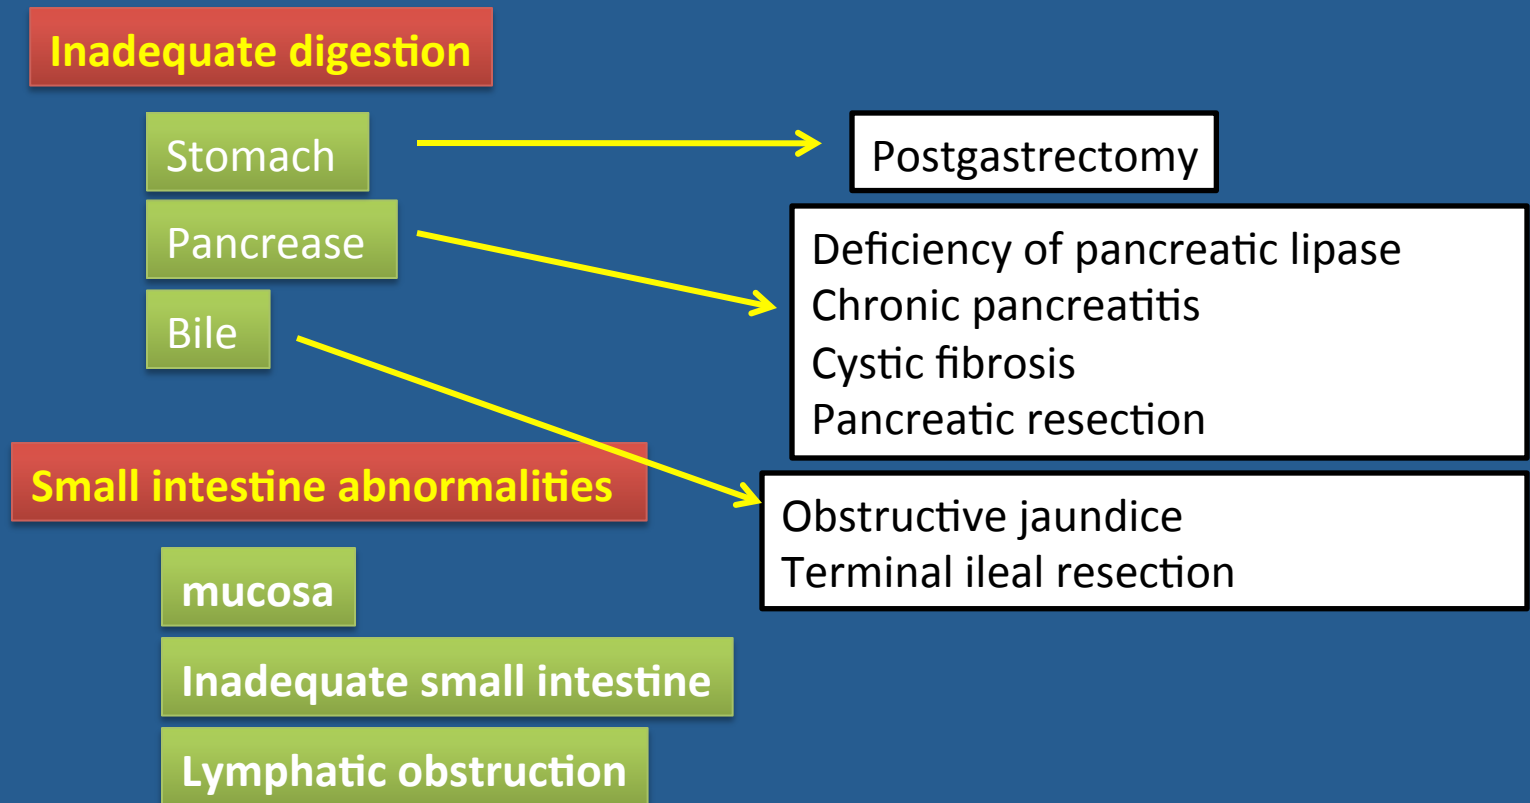 Inadequate digestion
Stomach
Postgastrectomy
Pancrease
Deficiency of pancreatic lipase
Chronic pancreatitis
Cystic fibrosis
Pancreatic resection
Bile
Obstructive jaundice
Terminal ileal resection
Small intestine abnormalities
mucosa
Inadequate small intestine
Lymphatic obstruction